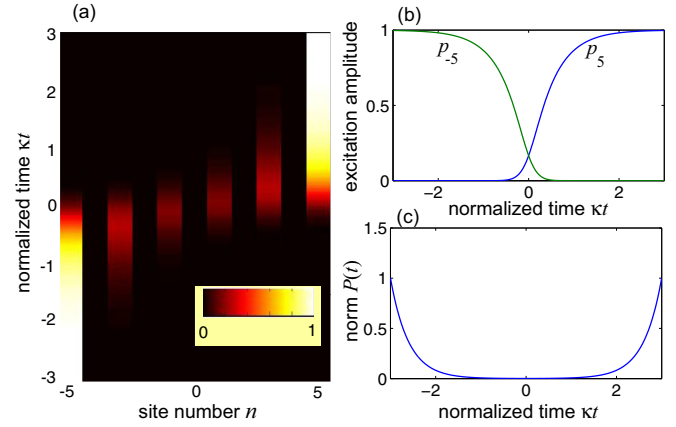 (a)
normalized time κt
3
2
1
0
-1
-2
-3
-5
0
5
site number n
0
1
(b)
excitation amplitude
1
0.5
0
p-5
p5
−2
0
2
normalized time κt
(c)
norm P(t)
1.5
1
0.5
0
−2
0
2
normalized time κt